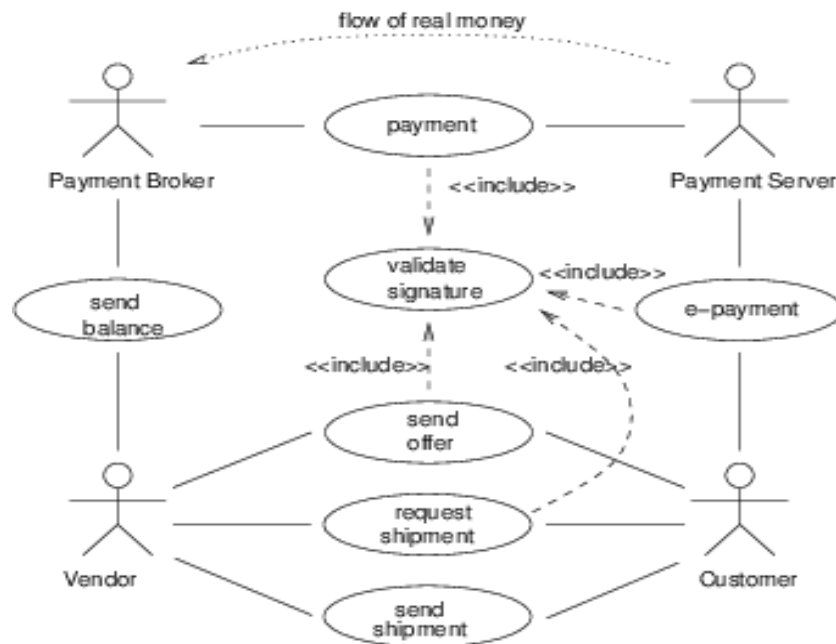 flow of real money
payment
Payment Broker
<<include>>
Payment Server
validate
signature
<<include>>
send
balance
e-payment
<<include>>
<<include>>
send
offer
request
shipment
Vendor
Customer
send
shipment